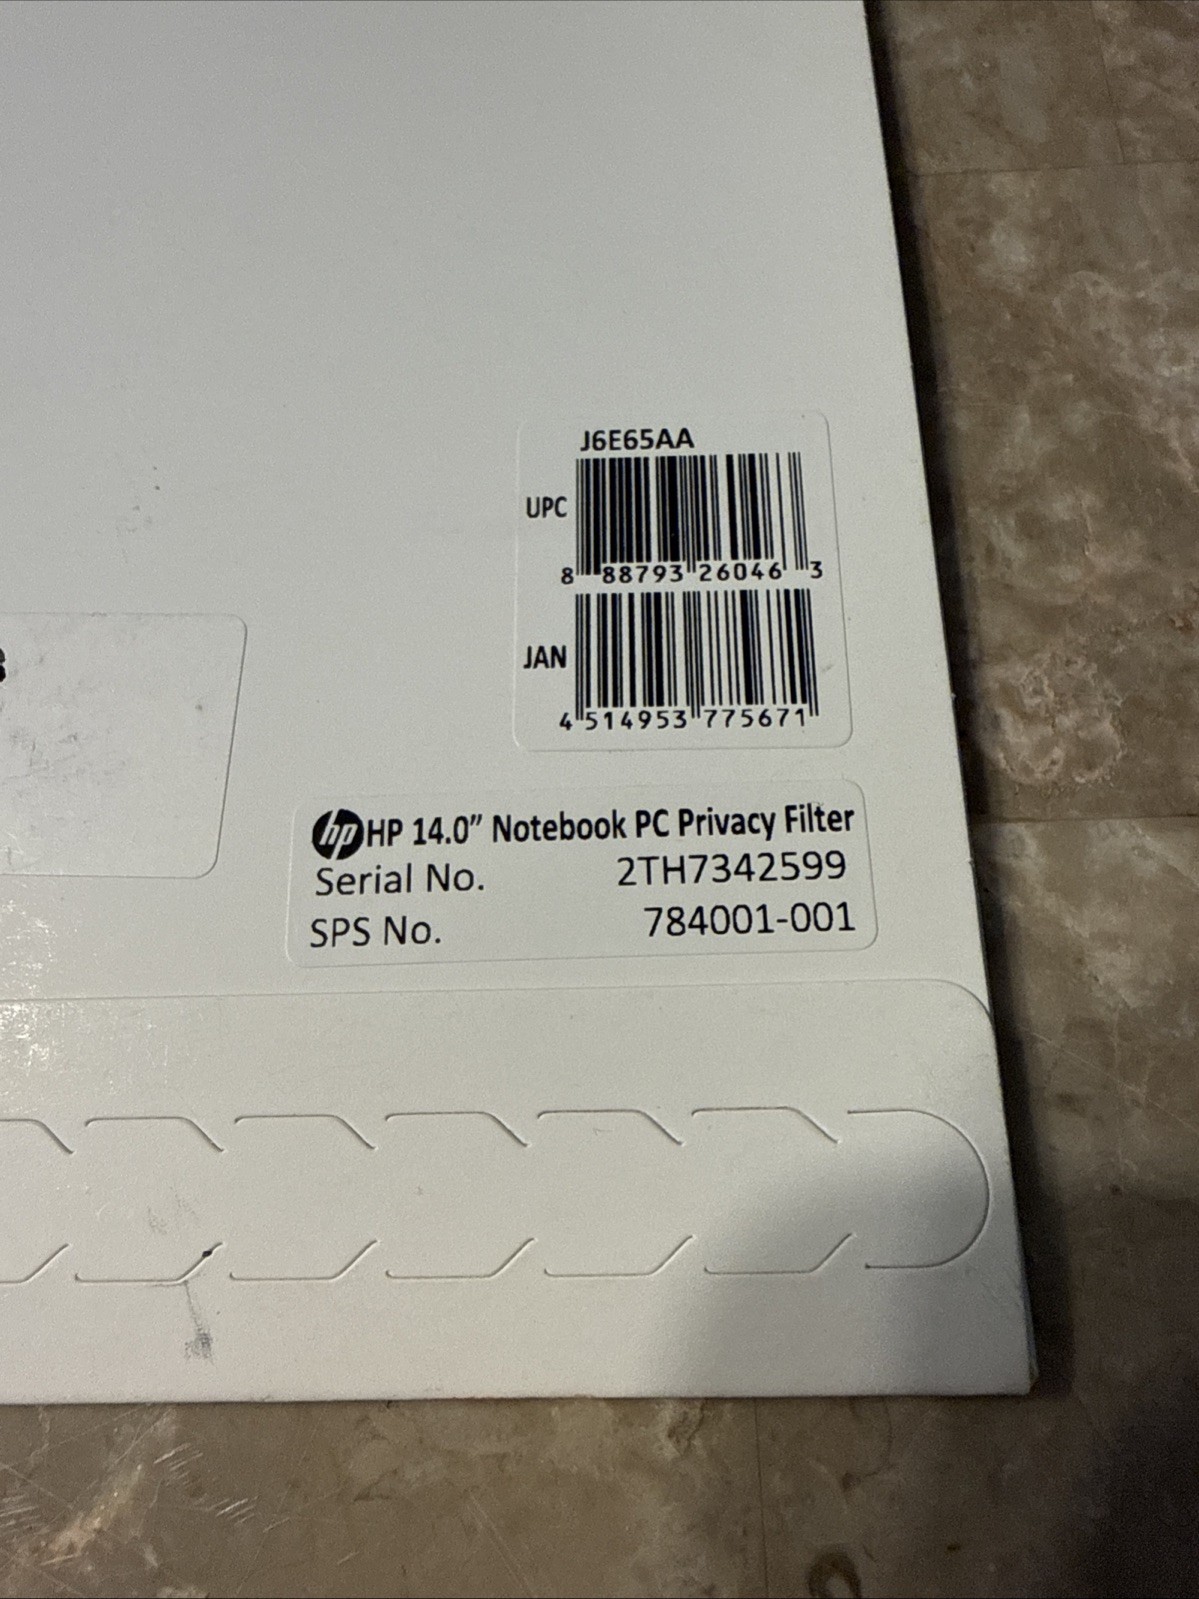 J6E65AA
UPC
8 88793 26046 3
JAN
4 514953 775671
hp HP 14.0" Notebook PC Privacy Filter
Serial No. 2TH7342599
SPS No. 784001-001